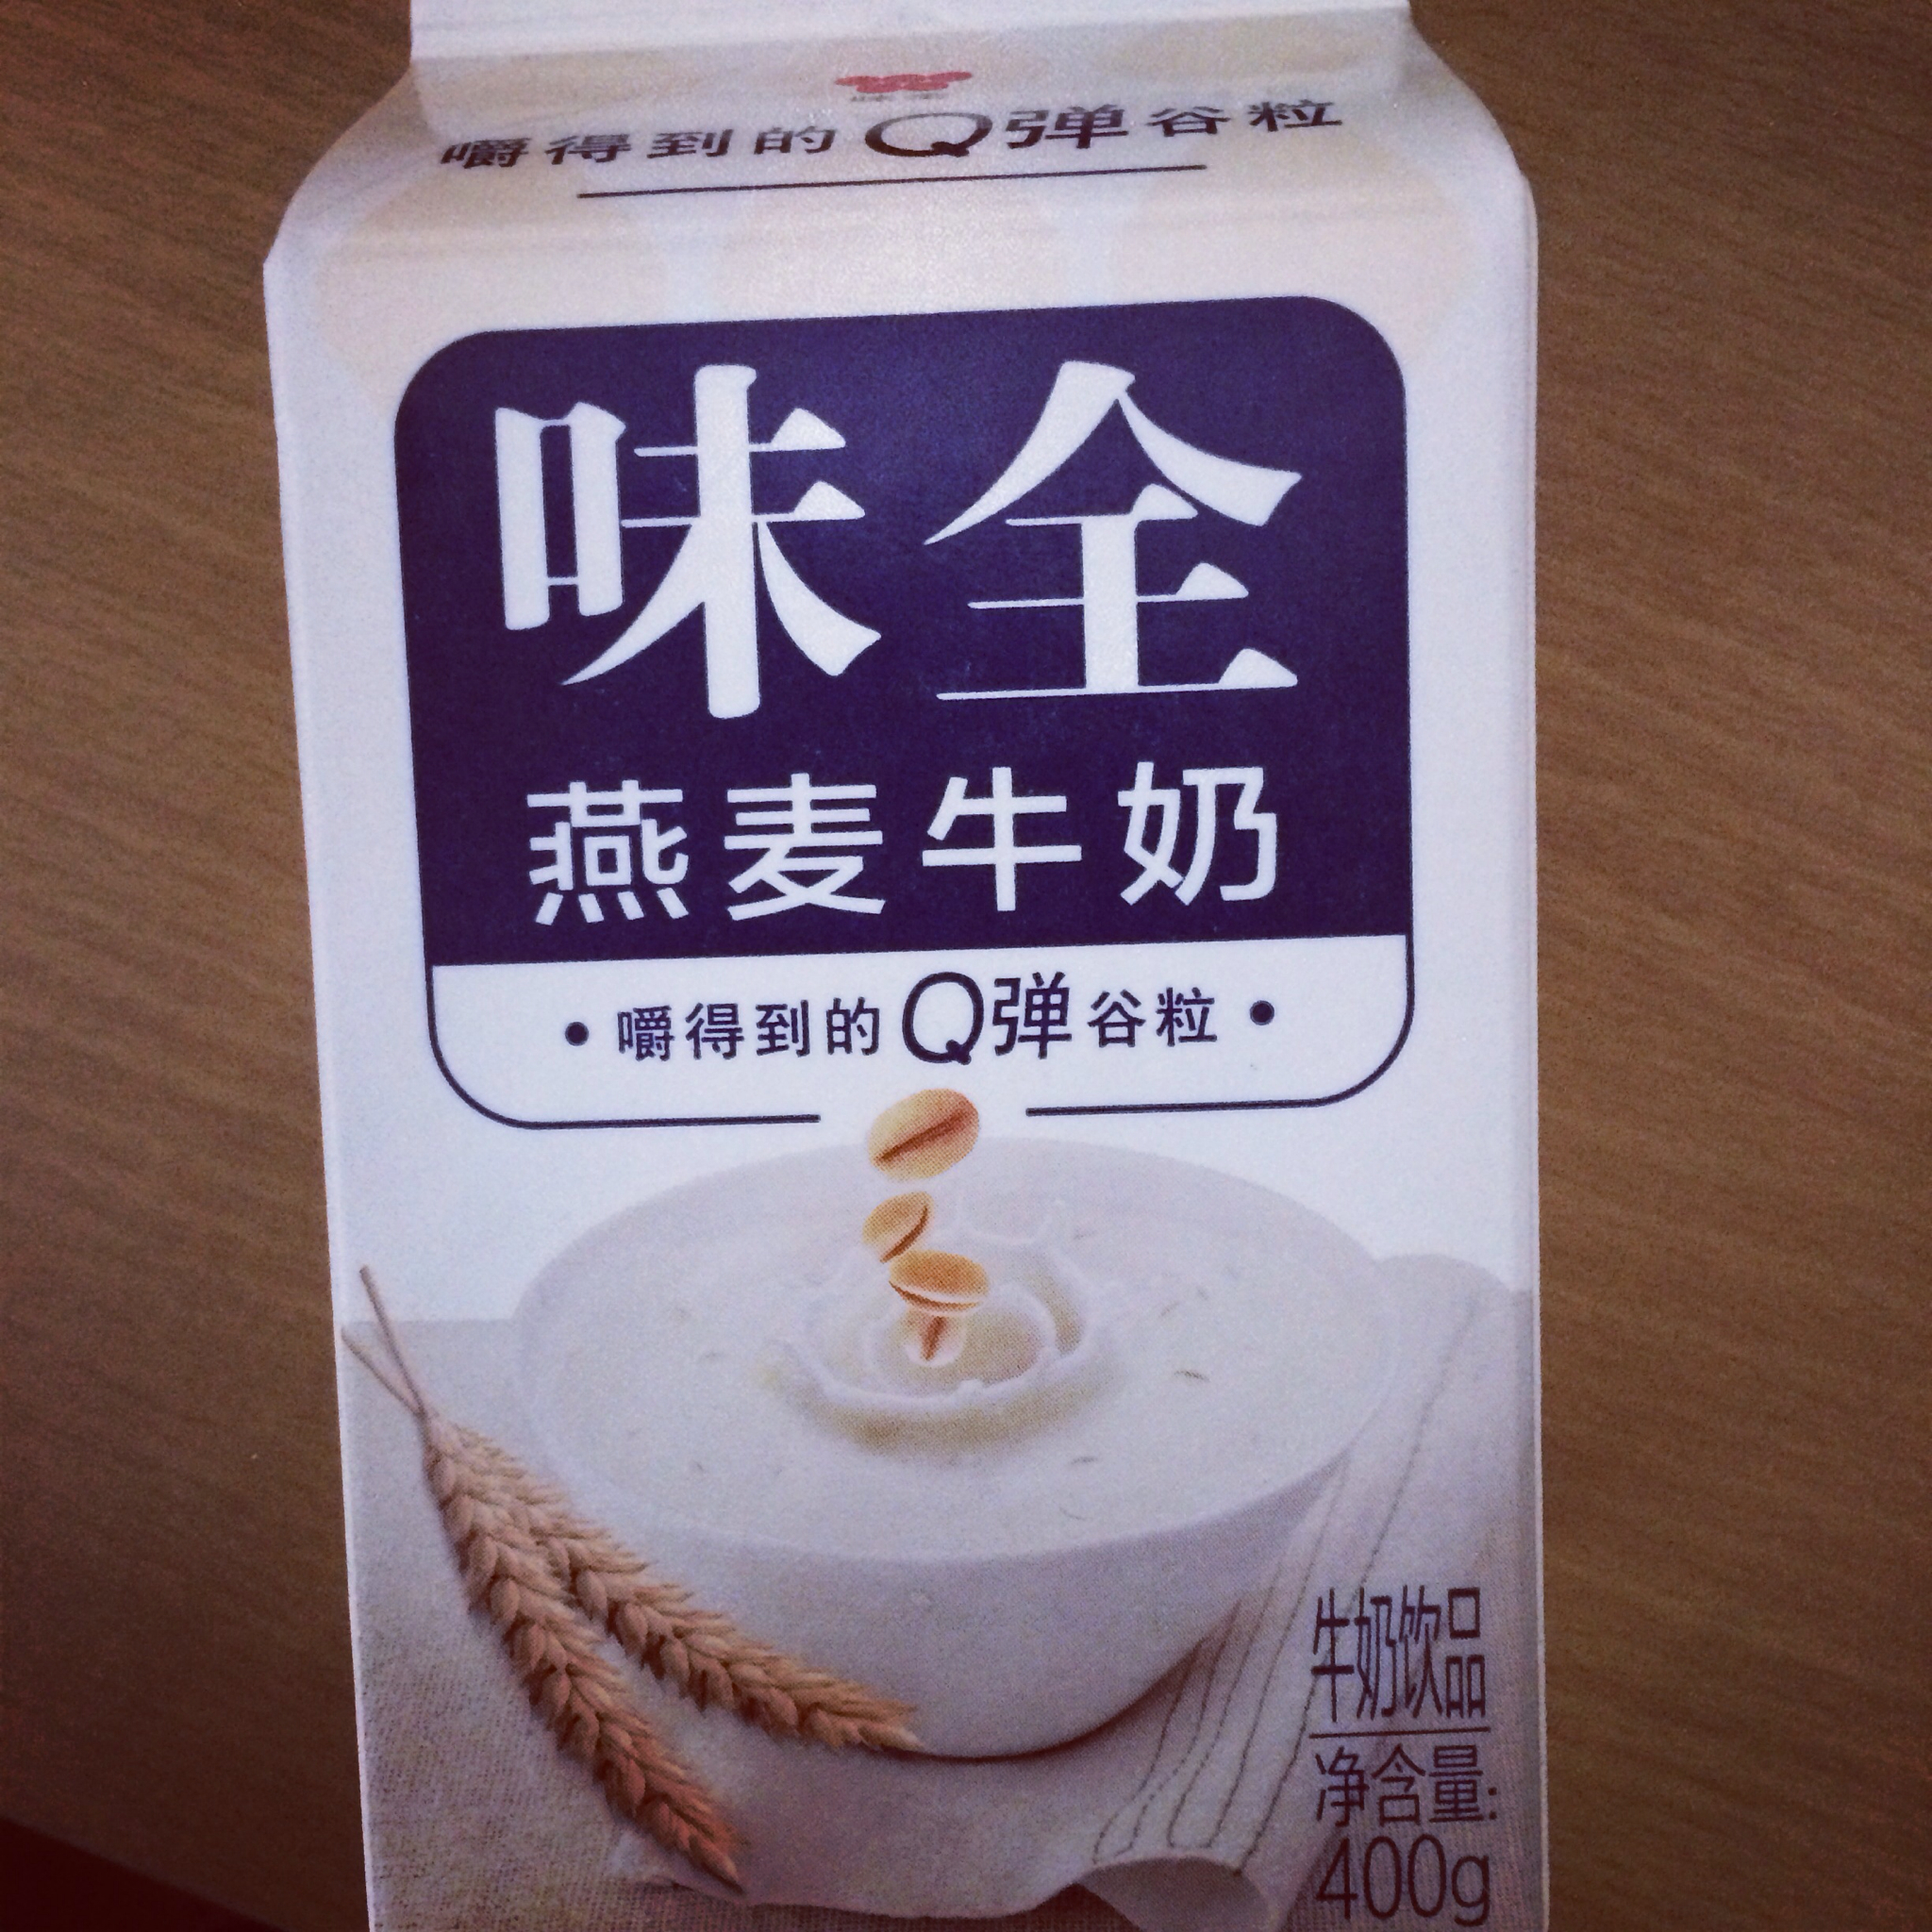 嚼得到的Q弹谷粒
味全
燕麦牛奶
·嚼得到的Q弹谷粒·
牛奶饮品
净含量:
400g